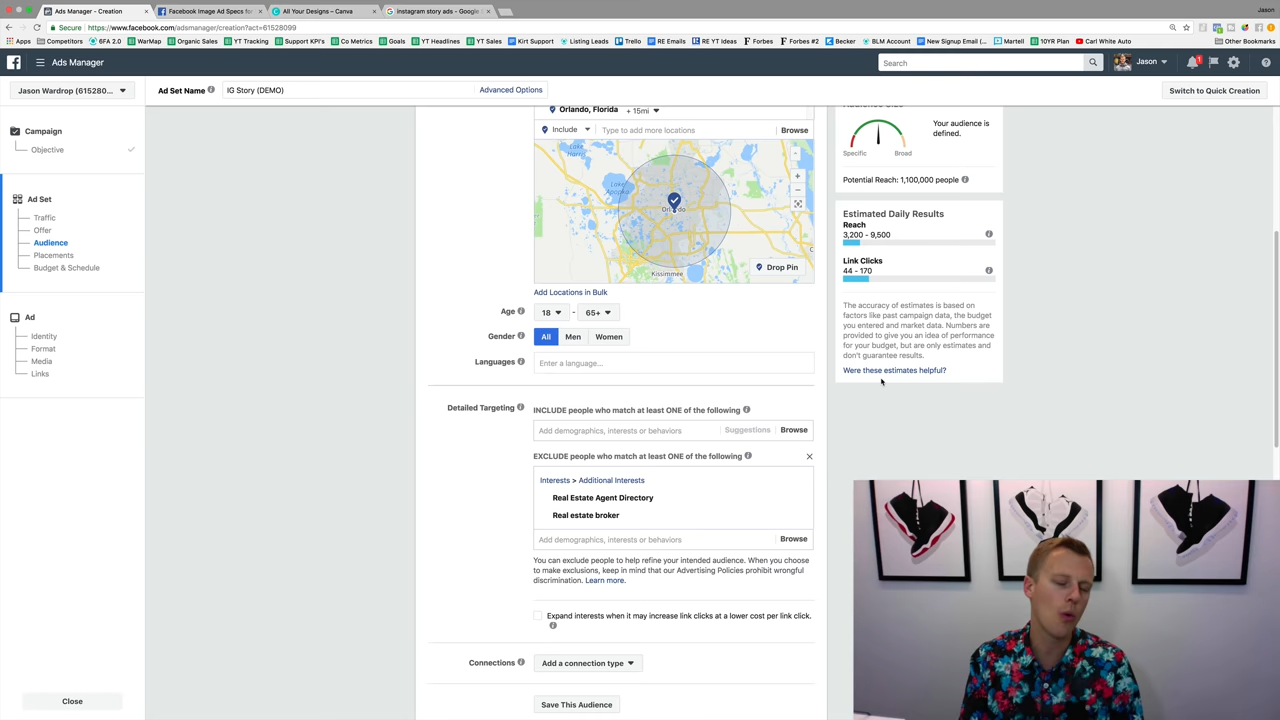 Ads Manager - Creation
Facebook Image Ad Specs for
All Your Designs – Canva
instagram story ads - Google
Jason
Secure
https://www.facebook.com/adsmanager/creation?act=61528099
Apps
Competitors
6FA 2.0
WarMap
Organic Sales
YT Tracking
Support KPI's
Co Metrics
Goals
YT Headlines
YT Sales
Kirt Support
Listing Leads
Trello
RE Emails
RE YT Ideas
Forbes
Forbes #2
Becker
BLM Account
New Signup Email (...
Martell
10YR Plan
Carl White Auto
Other Bookmarks
Ads Manager
Search
Jason
1
Jason Wardrop (615280...
Ad Set Name
IG Story (DEMO)
Advanced Options
Switch to Quick Creation
Campaign
Objective
Ad Set
Traffic
Offer
Audience
Placements
Budget & Schedule
Ad
Identity
Format
Media
Links
Close
Orlando, Florida + 15mi
Include
Type to add more locations
Browse
Lake
Harris
Lake
Apopka
Orlando
Kissimmee
Drop Pin
Add Locations in Bulk
Age
18 - 65+
Gender
All Men Women
Languages
Enter a language...
Detailed Targeting
INCLUDE people who match at least ONE of the following
Add demographics, interests or behaviors
Suggestions
Browse
EXCLUDE people who match at least ONE of the following
Interests > Additional Interests
Real Estate Agent Directory
Real estate broker
Add demographics, interests or behaviors
Browse
You can exclude people to help refine your intended audience. When you choose
to make exclusions, keep in mind that our Advertising Policies prohibit wrongful
discrimination. Learn more.
Expand interests when it may increase link clicks at a lower cost per link click.
Connections
Add a connection type
Save This Audience
Audience Size
Your audience is
defined.
Specific
Broad
Potential Reach: 1,100,000 people
Estimated Daily Results
Reach
3,200 - 9,500
Link Clicks
44 - 170
The accuracy of estimates is based on
factors like past campaign data, the budget
you entered and market data. Numbers are
provided to give you an idea of performance
for your budget, but are only estimates and
don't guarantee results.
Were these estimates helpful?